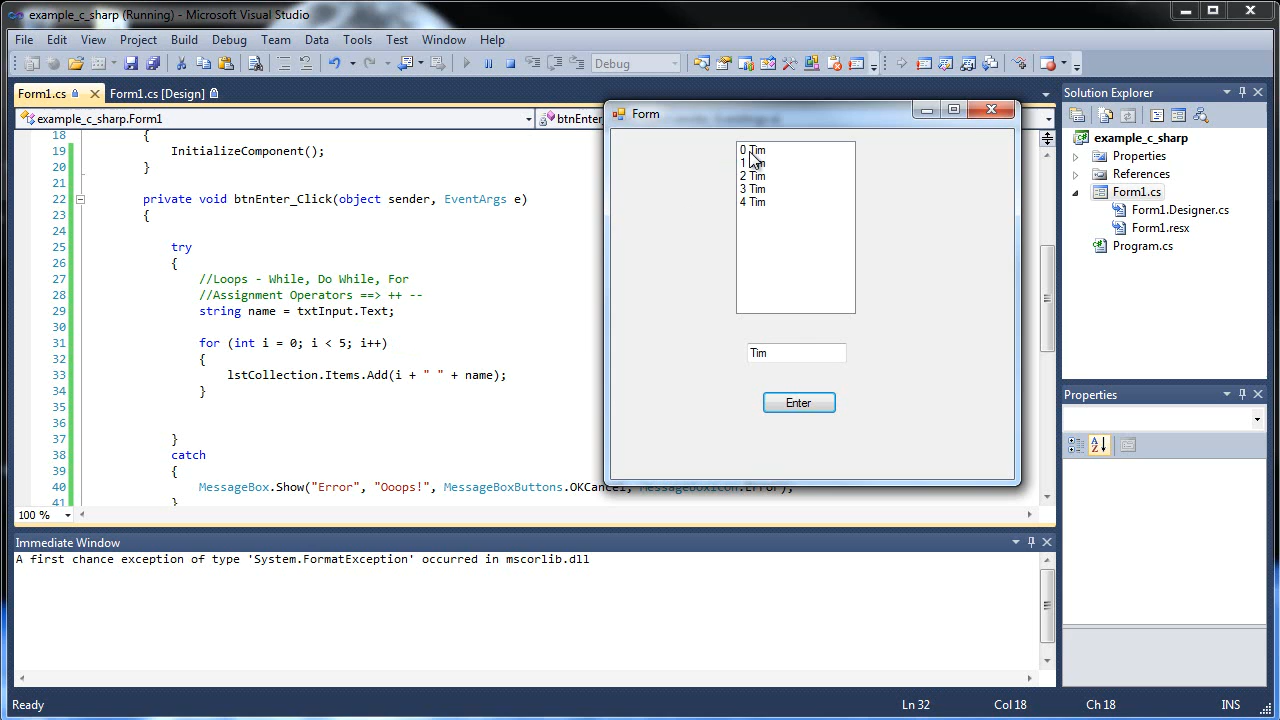 example_c_sharp (Running) - Microsoft Visual Studio
File Edit View Project Build Debug Team Data Tools Test Window Help
Debug
Form1.cs
Form1.cs [Design]
example_c_sharp.Form1
btnEnter
18 {
19 InitializeComponent();
20 }
21
22 private void btnEnter_Click(object sender, EventArgs e)
23 {
24
25 try
26 {
27 //Loops - While, Do While, For
28 //Assignment Operators ==> ++ --
29 string name = txtInput.Text;
30
31 for (int i = 0; i < 5; i++)
32 {
33 lstCollection.Items.Add(i + " " + name);
34 }
35
36
37 }
38 catch
39 {
40 MessageBox.Show("Error", "Ooops!", MessageBoxButtons.OKCancel, MessageBoxIcon.Error);
41 }
100 %
Form
0 Tim
1 Tim
2 Tim
3 Tim
4 Tim
Tim
Enter
Solution Explorer
example_c_sharp
Properties
References
Form1.cs
Form1.Designer.cs
Form1.resx
Program.cs
Properties
Immediate Window
A first chance exception of type 'System.FormatException' occurred in mscorlib.dll
Ready
Ln 32 Col 18 Ch 18 INS